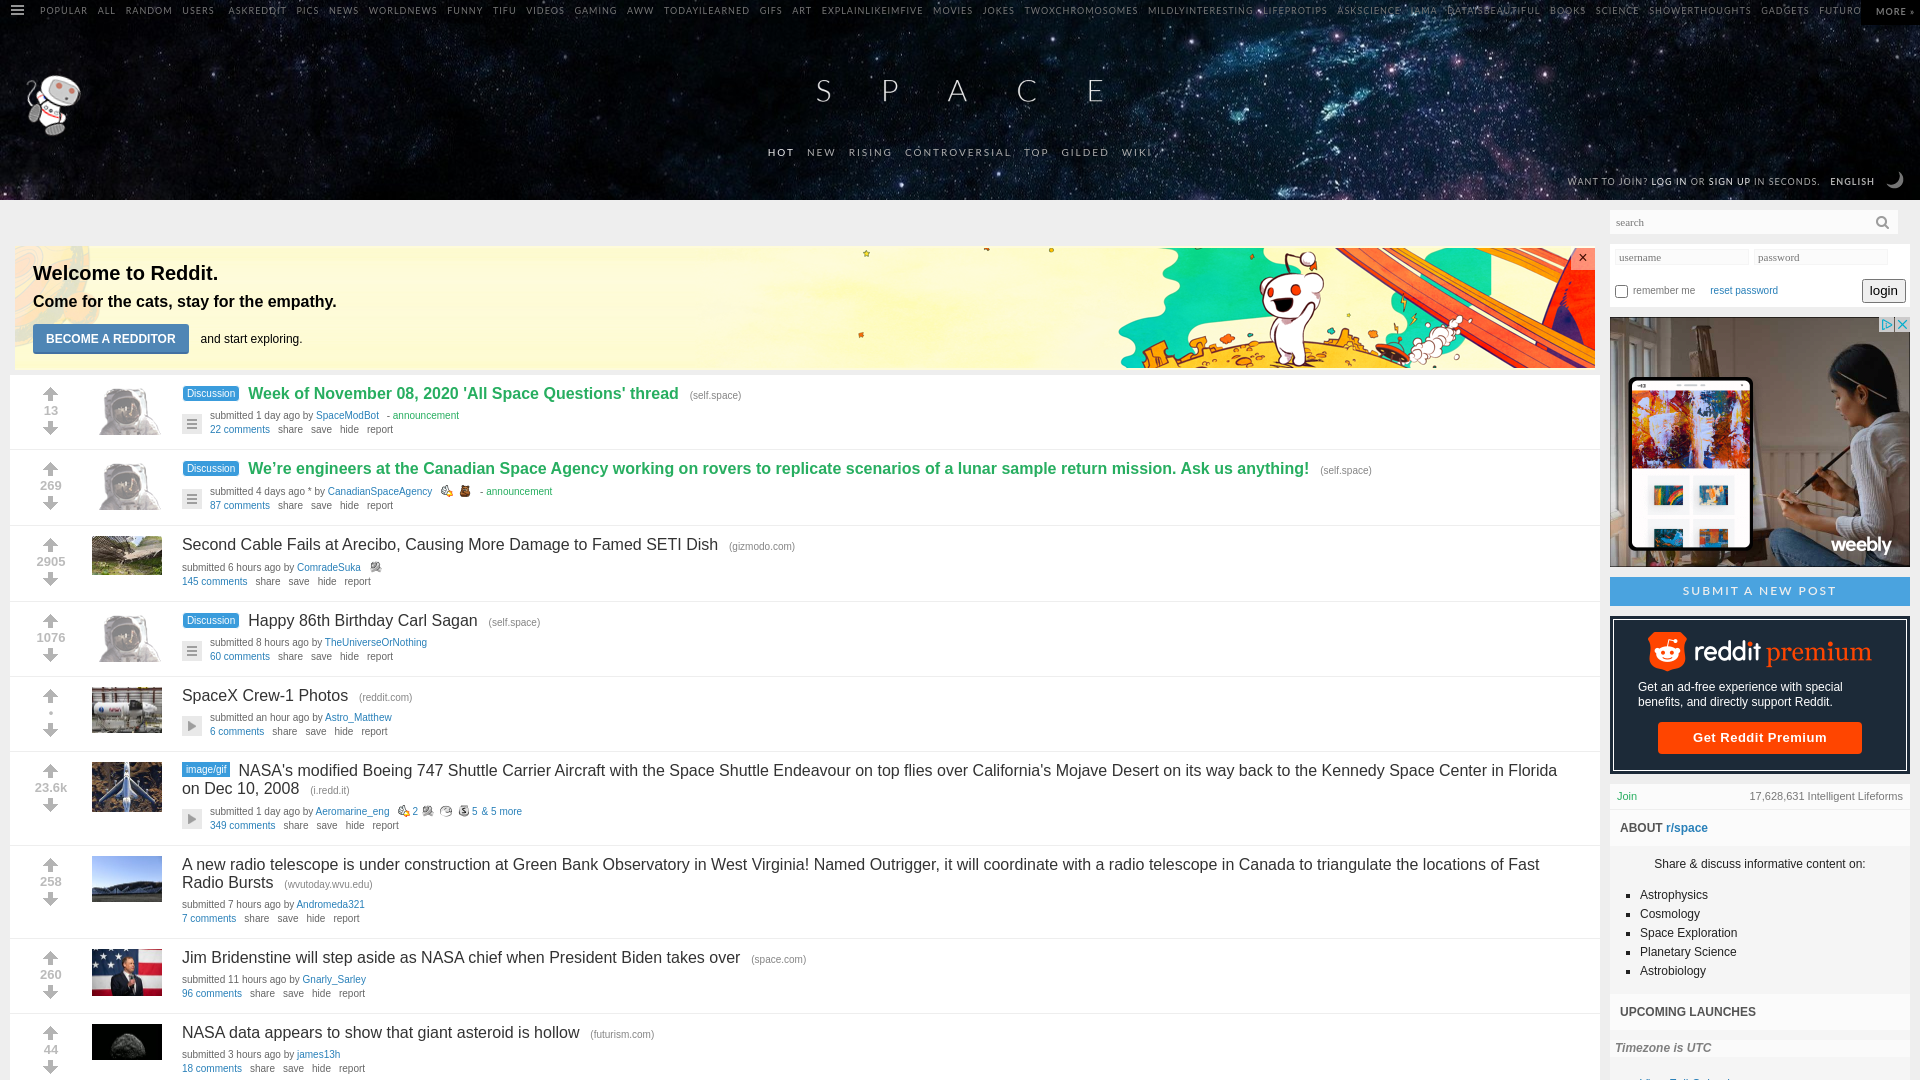 POPULAR ALL RANDOM USERS ASKREDDIT PICS NEWS WORLDNEWS FUNNY TIFU VIDEOS GAMING AWW TODAYILEARNED GIFS ART EXPLAINLIKEIMFIVE MOVIES JOKES TWOXCHROMOSOMES MILDLYINTERESTING LIFEPROTIPS ASKSCIENCE IAMA DATAISBEAUTIFUL BOOKS SCIENCE SHOWERTHOUGHTS GADGETS FUTURO MORE »
S P A C E
HOT NEW RISING CONTROVERSIAL TOP GILDED WIKI
WANT TO JOIN? LOG IN OR SIGN UP IN SECONDS. ENGLISH
Welcome to Reddit.
Come for the cats, stay for the empathy.
BECOME A REDDITOR and start exploring.
×
13
Discussion Week of November 08, 2020 'All Space Questions' thread (self.space)
submitted 1 day ago by SpaceModBot - announcement
22 comments share save hide report
269
Discussion We’re engineers at the Canadian Space Agency working on rovers to replicate scenarios of a lunar sample return mission. Ask us anything! (self.space)
submitted 4 days ago * by CanadianSpaceAgency - announcement
87 comments share save hide report
2905
Second Cable Fails at Arecibo, Causing More Damage to Famed SETI Dish (gizmodo.com)
submitted 6 hours ago by ComradeSuka
145 comments share save hide report
1076
Discussion Happy 86th Birthday Carl Sagan (self.space)
submitted 8 hours ago by TheUniverseOrNothing
60 comments share save hide report
•
SpaceX Crew-1 Photos (reddit.com)
submitted an hour ago by Astro_Matthew
6 comments share save hide report
23.6k
image/gif NASA's modified Boeing 747 Shuttle Carrier Aircraft with the Space Shuttle Endeavour on top flies over California's Mojave Desert on its way back to the Kennedy Space Center in Florida
on Dec 10, 2008 (i.redd.it)
submitted 1 day ago by Aeromarine_eng 2 5 & 5 more
349 comments share save hide report
258
A new radio telescope is under construction at Green Bank Observatory in West Virginia! Named Outrigger, it will coordinate with a radio telescope in Canada to triangulate the locations of Fast
Radio Bursts (wvutoday.wvu.edu)
submitted 7 hours ago by Andromeda321
7 comments share save hide report
260
Jim Bridenstine will step aside as NASA chief when President Biden takes over (space.com)
submitted 11 hours ago by Gnarly_Sarley
96 comments share save hide report
44
NASA data appears to show that giant asteroid is hollow (futurism.com)
submitted 3 hours ago by james13h
18 comments share save hide report
search
username password
remember me reset password login
weebly
SUBMIT A NEW POST
reddit premium
Get an ad-free experience with special
benefits, and directly support Reddit.
Get Reddit Premium
Join 17,628,631 Intelligent Lifeforms
ABOUT r/space
Share & discuss informative content on:
Astrophysics
Cosmology
Space Exploration
Planetary Science
Astrobiology
UPCOMING LAUNCHES
Timezone is UTC